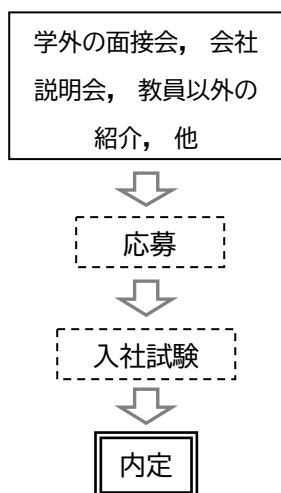 学外の面接会， 会社
説明会， 教員以外の
紹介， 他
応募
入社試験
内定